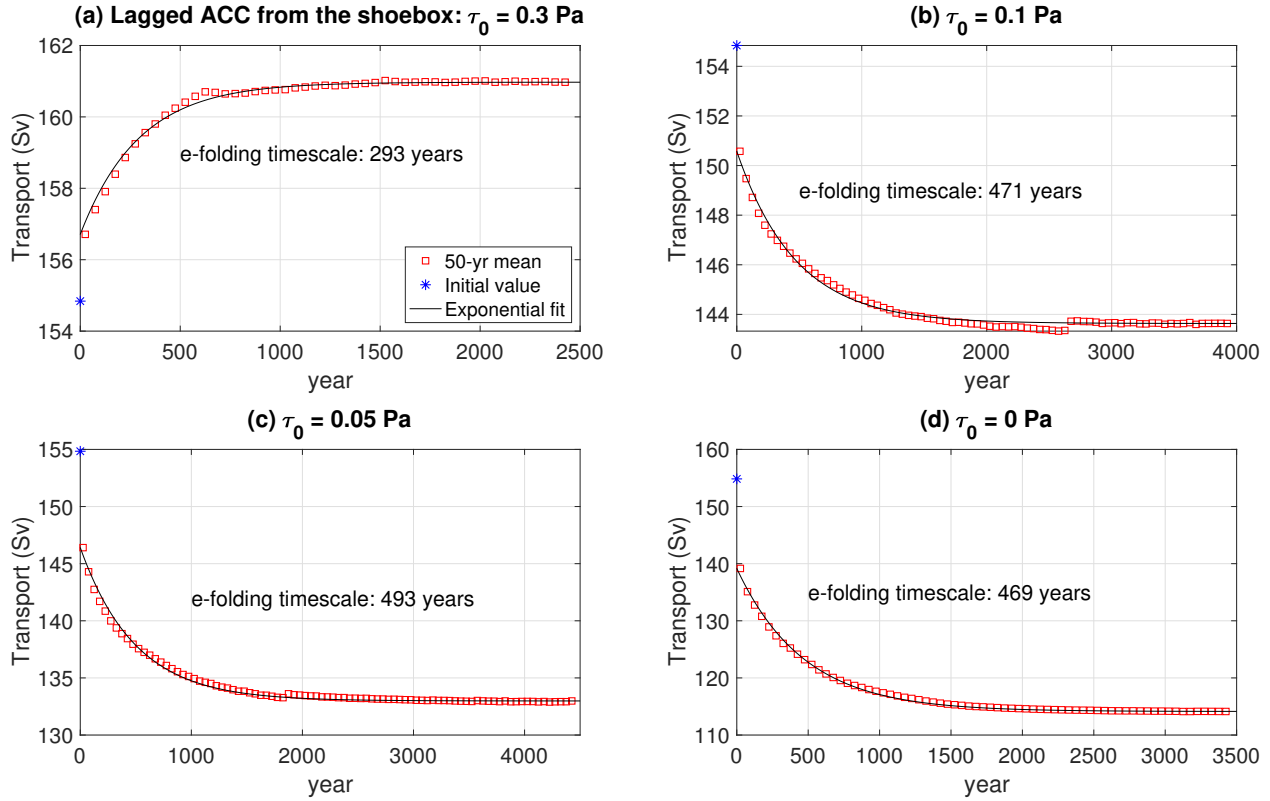 (a) Lagged ACC from the shoebox: τ0 = 0.3 Pa
162
160
158
156
154
Transport (Sv)
e-folding timescale: 293 years
50-yr mean
Initial value
Exponential fit
0 500 1000 1500 2000 2500
year
(b) τ0 = 0.1 Pa
154
152
150
148
146
144
Transport (Sv)
e-folding timescale: 471 years
0 1000 2000 3000 4000
year
(c) τ0 = 0.05 Pa
155
150
145
140
135
130
Transport (Sv)
e-folding timescale: 493 years
0 1000 2000 3000 4000
year
(d) τ0 = 0 Pa
160
150
140
130
120
110
Transport (Sv)
e-folding timescale: 469 years
0 500 1000 1500 2000 2500 3000 3500
year